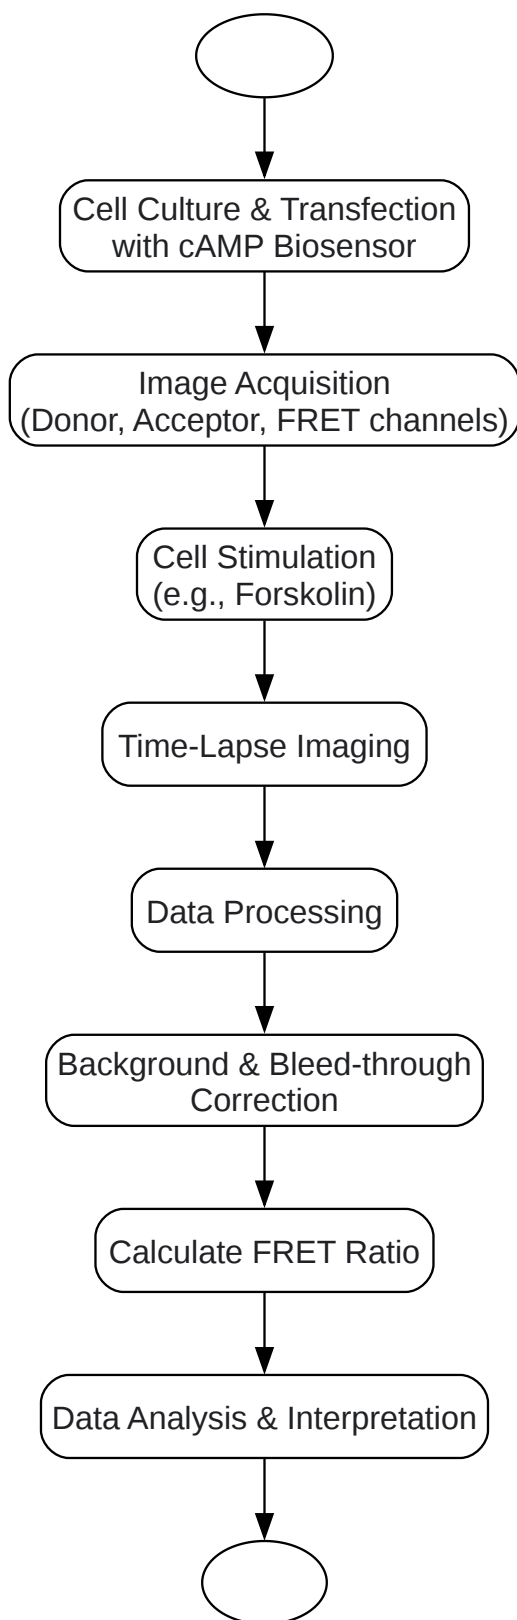 Cell Culture & Transfection
with cAMP Biosensor
Image Acquisition
(Donor, Acceptor, FRET channels)
Cell Stimulation
(e.g., Forskolin)
Time-Lapse Imaging
Data Processing
Background & Bleed-through
Correction
Calculate FRET Ratio
Data Analysis & Interpretation